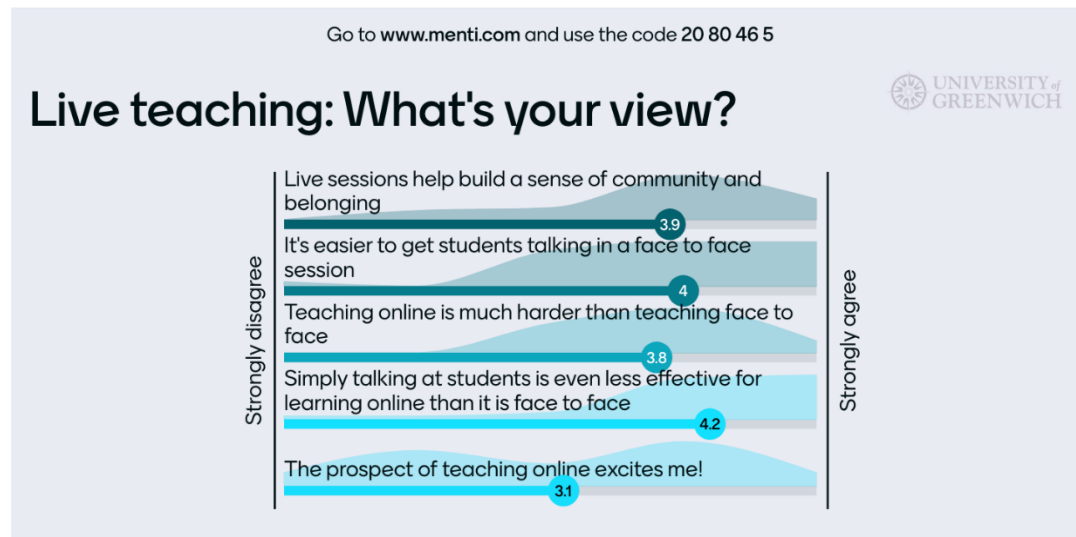 Go to www.menti.com and use the code 20 80 46 5
UNIVERSITY of
GREENWICH
Live teaching: What's your view?
Strongly disagree
Live sessions help build a sense of community and
belonging
3.9
It's easier to get students talking in a face to face
session
4
Teaching online is much harder than teaching face to
face
3.8
Simply talking at students is even less effective for
learning online than it is face to face
4.2
The prospect of teaching online excites me!
3.1
Strongly agree